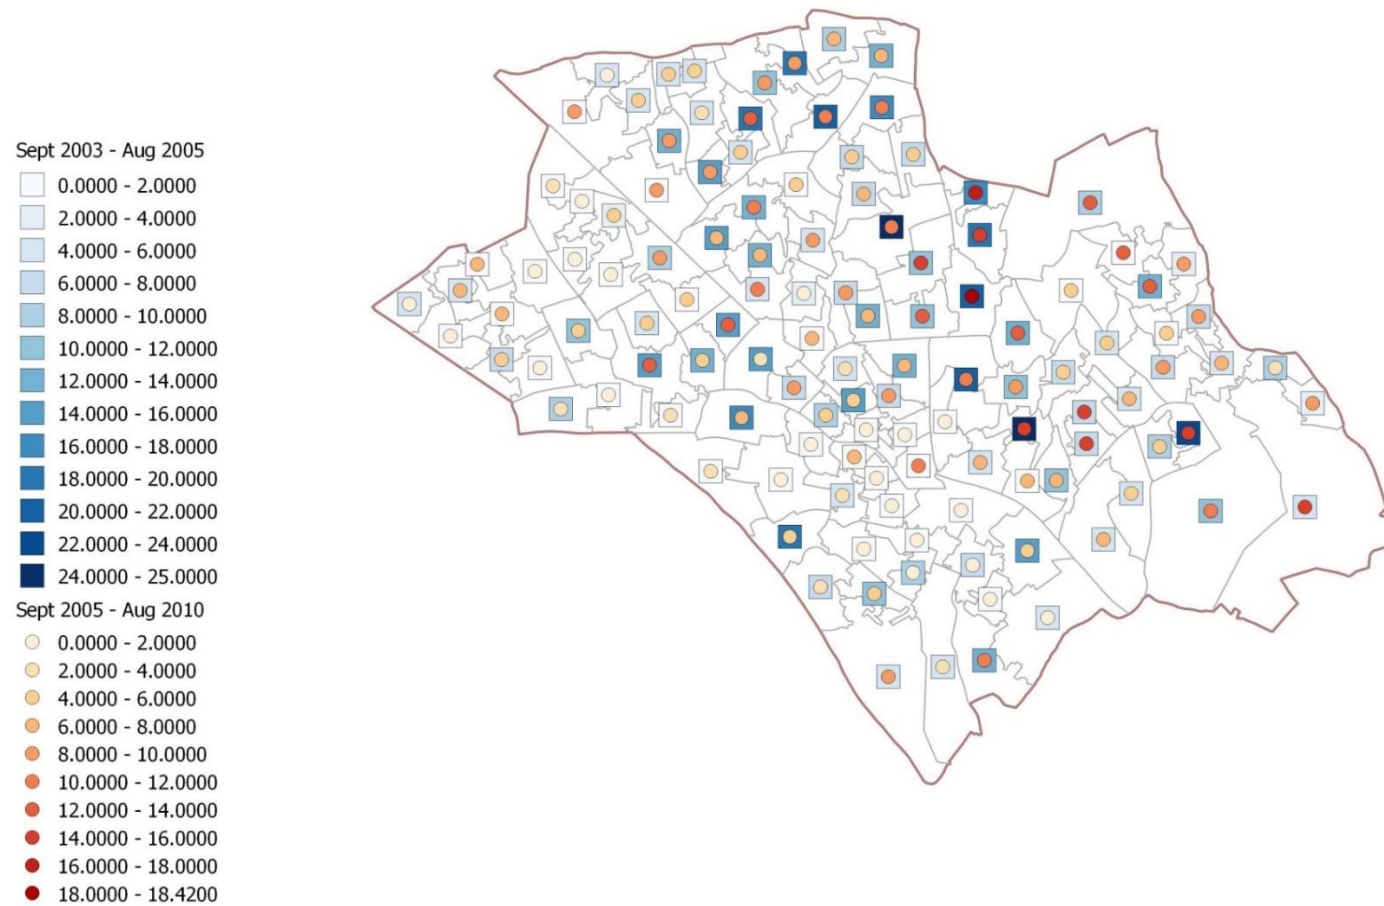 Sept 2003 - Aug 2005
0.0000 - 2.0000
2.0000 - 4.0000
4.0000 - 6.0000
6.0000 - 8.0000
8.0000 - 10.0000
10.0000 - 12.0000
12.0000 - 14.0000
14.0000 - 16.0000
16.0000 - 18.0000
18.0000 - 20.0000
20.0000 - 22.0000
22.0000 - 24.0000
24.0000 - 25.0000
Sept 2005 - Aug 2010
0.0000 - 2.0000
2.0000 - 4.0000
4.0000 - 6.0000
6.0000 - 8.0000
8.0000 - 10.0000
10.0000 - 12.0000
12.0000 - 14.0000
14.0000 - 16.0000
16.0000 - 18.0000
18.0000 - 18.4200